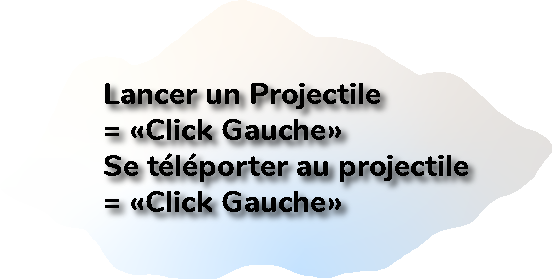 Lancer un Projectile
= «Click Gauche»
Se téléporter au projectile
= «Click Gauche»